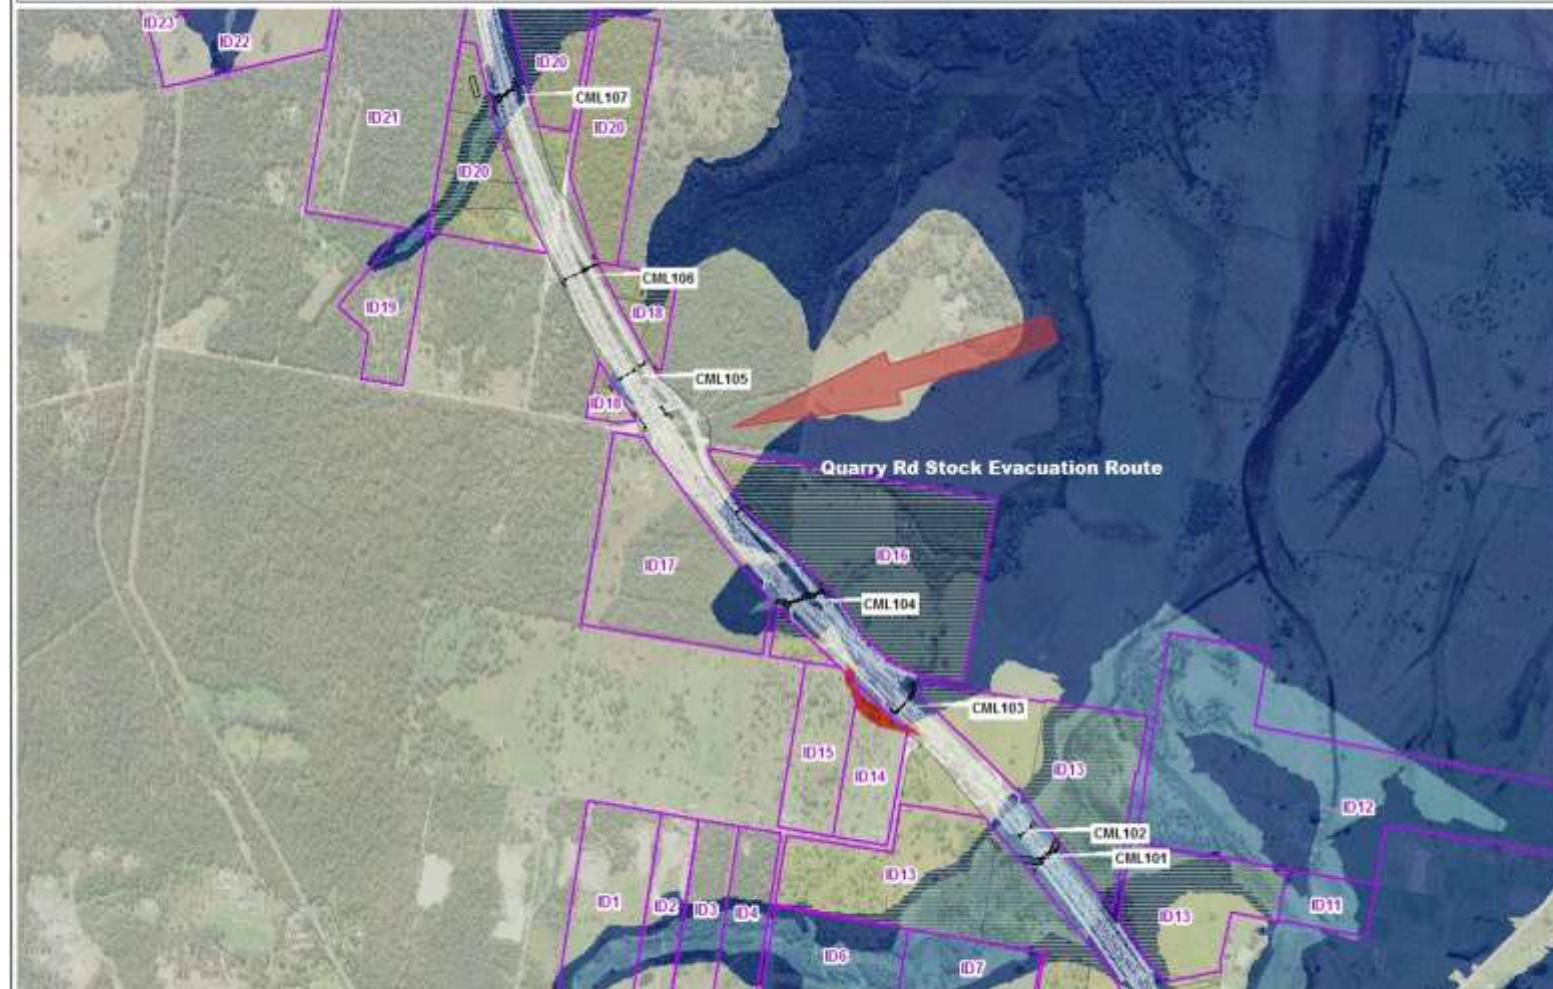 ID23
ID22
ID20
CML107
ID21
ID20
ID20
CML106
ID19
ID18
CML105
ID18
Quarry Rd Stock Evacuation Route
ID16
ID17
CML104
CML103
ID15
ID14
ID13
ID12
CML102
CML101
ID13
ID1
ID2
ID3
ID4
ID13
ID11
ID6
ID7